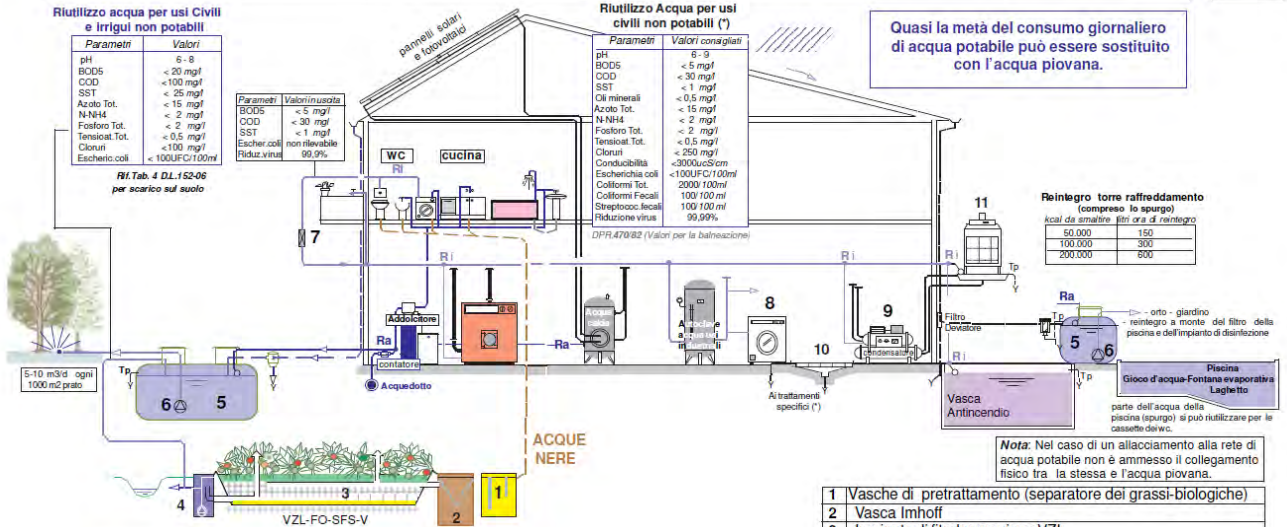 Riutilizzo acqua per usi Civili
e irrigui non potabili
Parametri Valori
pH 6 - 8
BOD5 < 20 mg/l
COD <100 mg/l
SST < 25 mg/l
Azoto Tot. < 15 mg/l
N-NH4 < 2 mg/l
Fosforo Tot. < 2 mg/l
Tensioat.Tot. < 0,5 mg/l
Cloruri <100 mg/l
Escheric.coli < 100UFC/100ml
Rif.Tab. 4 D.L.152-06
per scarico sul suolo
Parametri Valori in uscita
BOD5 < 5 mg/l
COD < 30 mg/l
SST < 1 mg/l
Escher.coli non rilevabile
Riduz.virus 99,9%
pannelli solari
e fotovoltaici
Riutilizzo Acqua per usi
civili non potabili (*)
Parametri Valori consigliati
pH 6 - 9
BOD5 < 5 mg/l
COD < 30 mg/l
SST < 1 mg/l
Oli minerali < 0,5 mg/l
Azoto Tot. < 15 mg/l
N-NH4 < 2 mg/l
Fosforo Tot. < 2 mg/l
Tensioat.Tot. < 0,5 mg/l
Cloruri < 250 mg/l
Conducibilità <3000ucS/cm
Escherichia coli <100UFC/100ml
Coliformi Tot. 2000/100ml
Coliformi Fecali 100/100 ml
Streptococ.fecali 100/100 ml
Riduzione virus 99,99%
DPR.470/82 (Valori per la balneazione)
Quasi la metà del consumo giornaliero
di acqua potabile può essere sostituito
con l'acqua piovana.
WC
cucina
Ri
7
Ri
Ri
Ri
11
Reintegro torre raffreddamento
(compreso lo spurgo)
kcal da smaltire litri ora di reintegro
50.000 150
100.000 300
200.000 600
Tp
Y
Addolcitore
Ra
contatore
Acquedotto
Ra
Acqua
calda
Autoclave
acqua usi
industriali
8
9
condensatore
10
Y
Ai trattamenti
specifici (*)
Filtro
Deviatore
Ri
Ra
Tp
Y
5
6
- orto - giardino
- reintegro a monte del filtro della
piscina e dell'impianto di disinfezione
5-10 m3/d ogni
1000 m2 prato
Tp
Y
6
5
Y
Vasca
Antincendio
Tp
Y
Piscina
Gioco d'acqua-Fontana evaporativa
Laghetto
parte dell'acqua della
piscina (spurgo) si può riutilizzare per le
cassette dei wc.
ACQUE
NERE
4
3
2
1
VZL-FO-SFS-V
Nota: Nel caso di un allacciamento alla rete di
acqua potabile non è ammesso il collegamento
fisico tra la stessa e l'acqua piovana.
1 Vasche di pretrattamento (separatore dei grassi-biologiche)
2 Vasca Imhoff